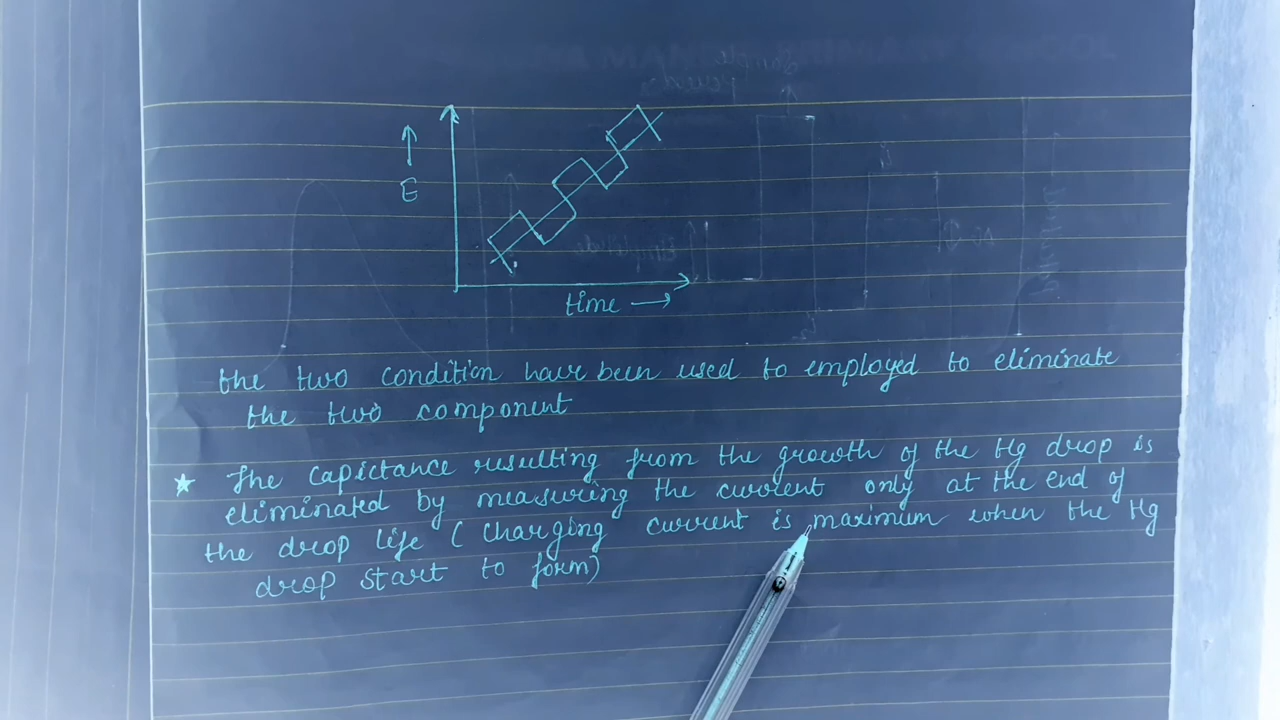 E
time
the two condition have been used to employed to eliminate
the two component
The capictance resulting from the growth of the Hg drop is
eliminated by measuring the current only at the end of
the drop life ( Charging current is maximum when the Hg
drop start to form)